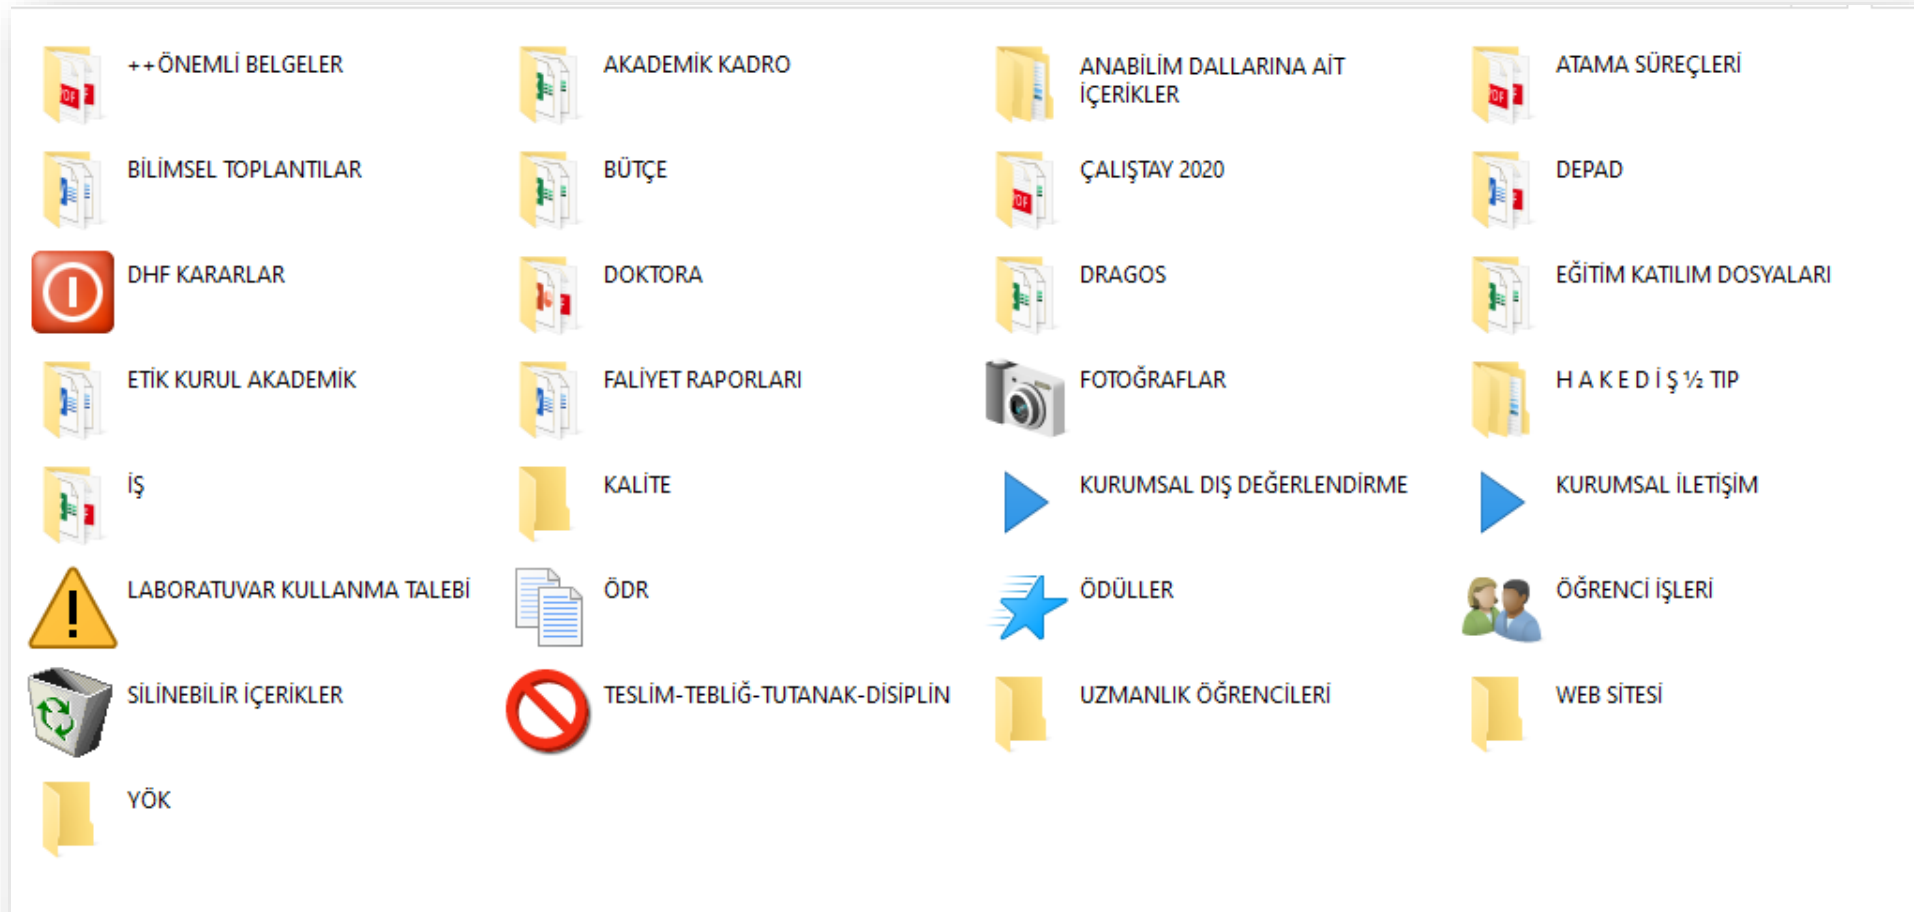 ++ÖNEMLİ BELGELER
AKADEMİK KADRO
ANABİLİM DALLARINA AİT
İÇERİKLER
ATAMA SÜREÇLERİ
BİLİMSEL TOPLANTILAR
BÜTÇE
ÇALIŞTAY 2020
DEPAD
DHF KARARLAR
DOKTORA
DRAGOS
EĞİTİM KATILIM DOSYALARI
ETİK KURUL AKADEMİK
FALİYET RAPORLARI
FOTOĞRAFLAR
H A K E D İ Ş ½ TIP
İŞ
KALİTE
KURUMSAL DIŞ DEĞERLENDİRME
KURUMSAL İLETİŞİM
LABORATUVAR KULLANMA TALEBİ
ÖDR
ÖDÜLLER
ÖĞRENCİ İŞLERİ
SİLİNEBİLİR İÇERİKLER
TESLİM-TEBLİĞ-TUTANAK-DİSİPLİN
UZMANLIK ÖĞRENCİLERİ
WEB SİTESİ
YÖK